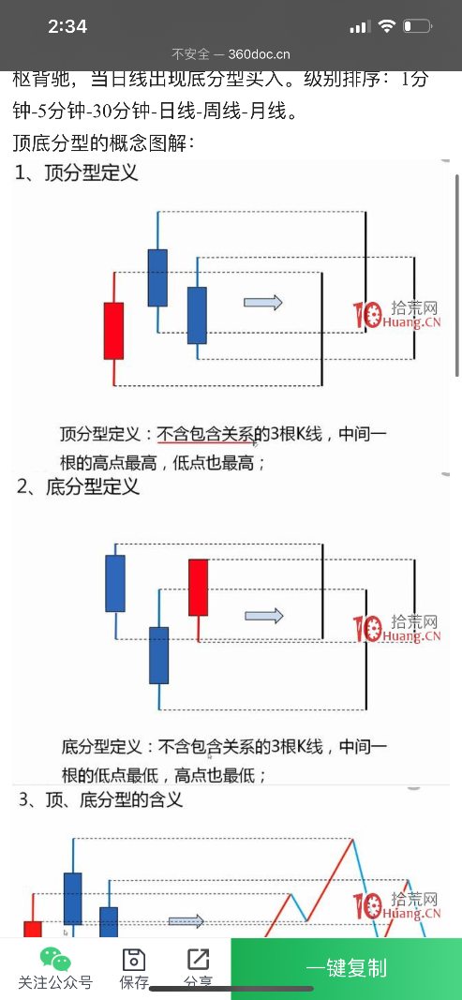 2:34
不安全 — 360doc.cn
枢背驰，当日线出现底分型买入。级别排序：1分
钟-5分钟-30分钟-日线-周线-月线。
顶底分型的概念图解：
1、顶分型定义
拾荒网
10Huang.CN
顶分型定义：不含包含关系的3根K线，中间一
根的高点最高，低点也最高；
2、底分型定义
拾荒网
10Huang.CN
底分型定义：不含包含关系的3根K线，中间一
根的低点最低，高点也最低；
3、顶、底分型的含义
拾荒网
10Huang.CN
关注公众号
保存
分享
一键复制